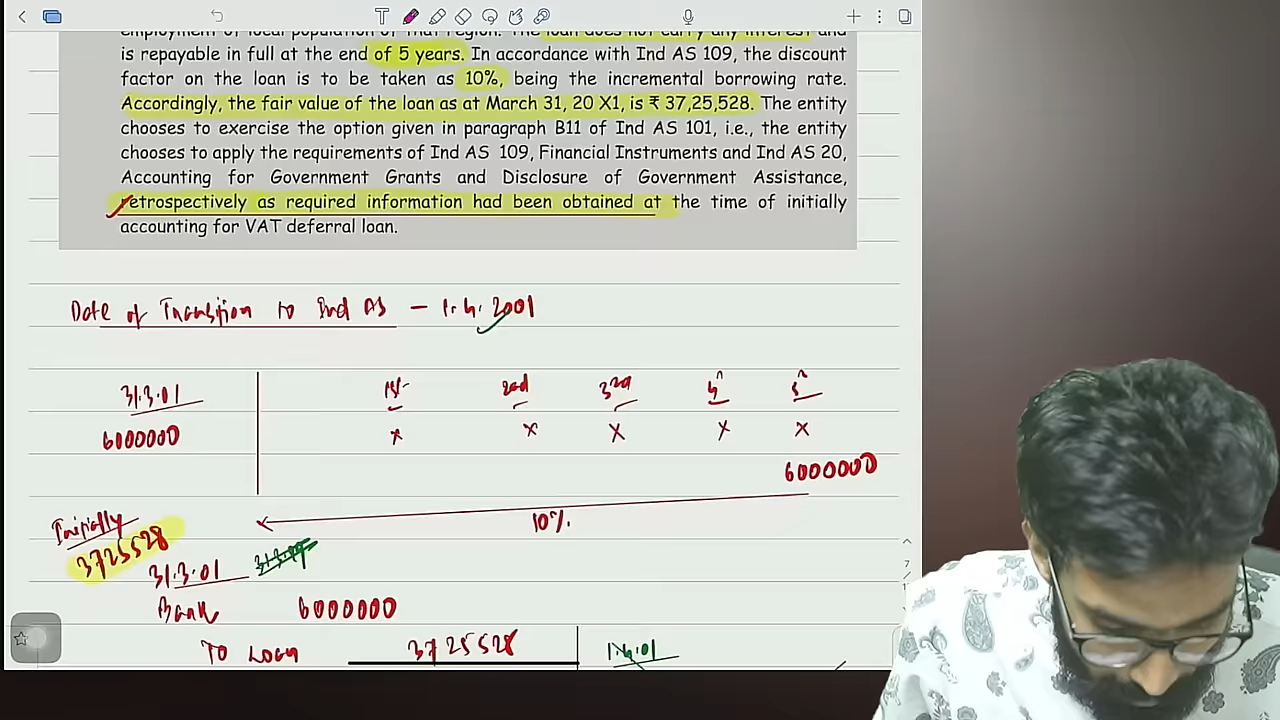 employment of local population of that region. The loan does not carry any interest and
is repayable in full at the end of 5 years. In accordance with Ind AS 109, the discount
factor on the loan is to be taken as 10%, being the incremental borrowing rate.
Accordingly, the fair value of the loan as at March 31, 20 X1, is ₹ 37,25,528. The entity
chooses to exercise the option given in paragraph B11 of Ind AS 101, i.e., the entity
chooses to apply the requirements of Ind AS 109, Financial Instruments and Ind AS 20,
Accounting for Government Grants and Disclosure of Government Assistance,
retrospectively as required information had been obtained at the time of initially
accounting for VAT deferral loan.
Date of Transition to Ind AS - 1.4.2001
31.3.01 1st 2nd 3rd 4th 5th
6000000 x x x x x
6000000
10%
Initially
3725528
31.3.01
Bank 6000000
To Loan 3725528 1.4.01